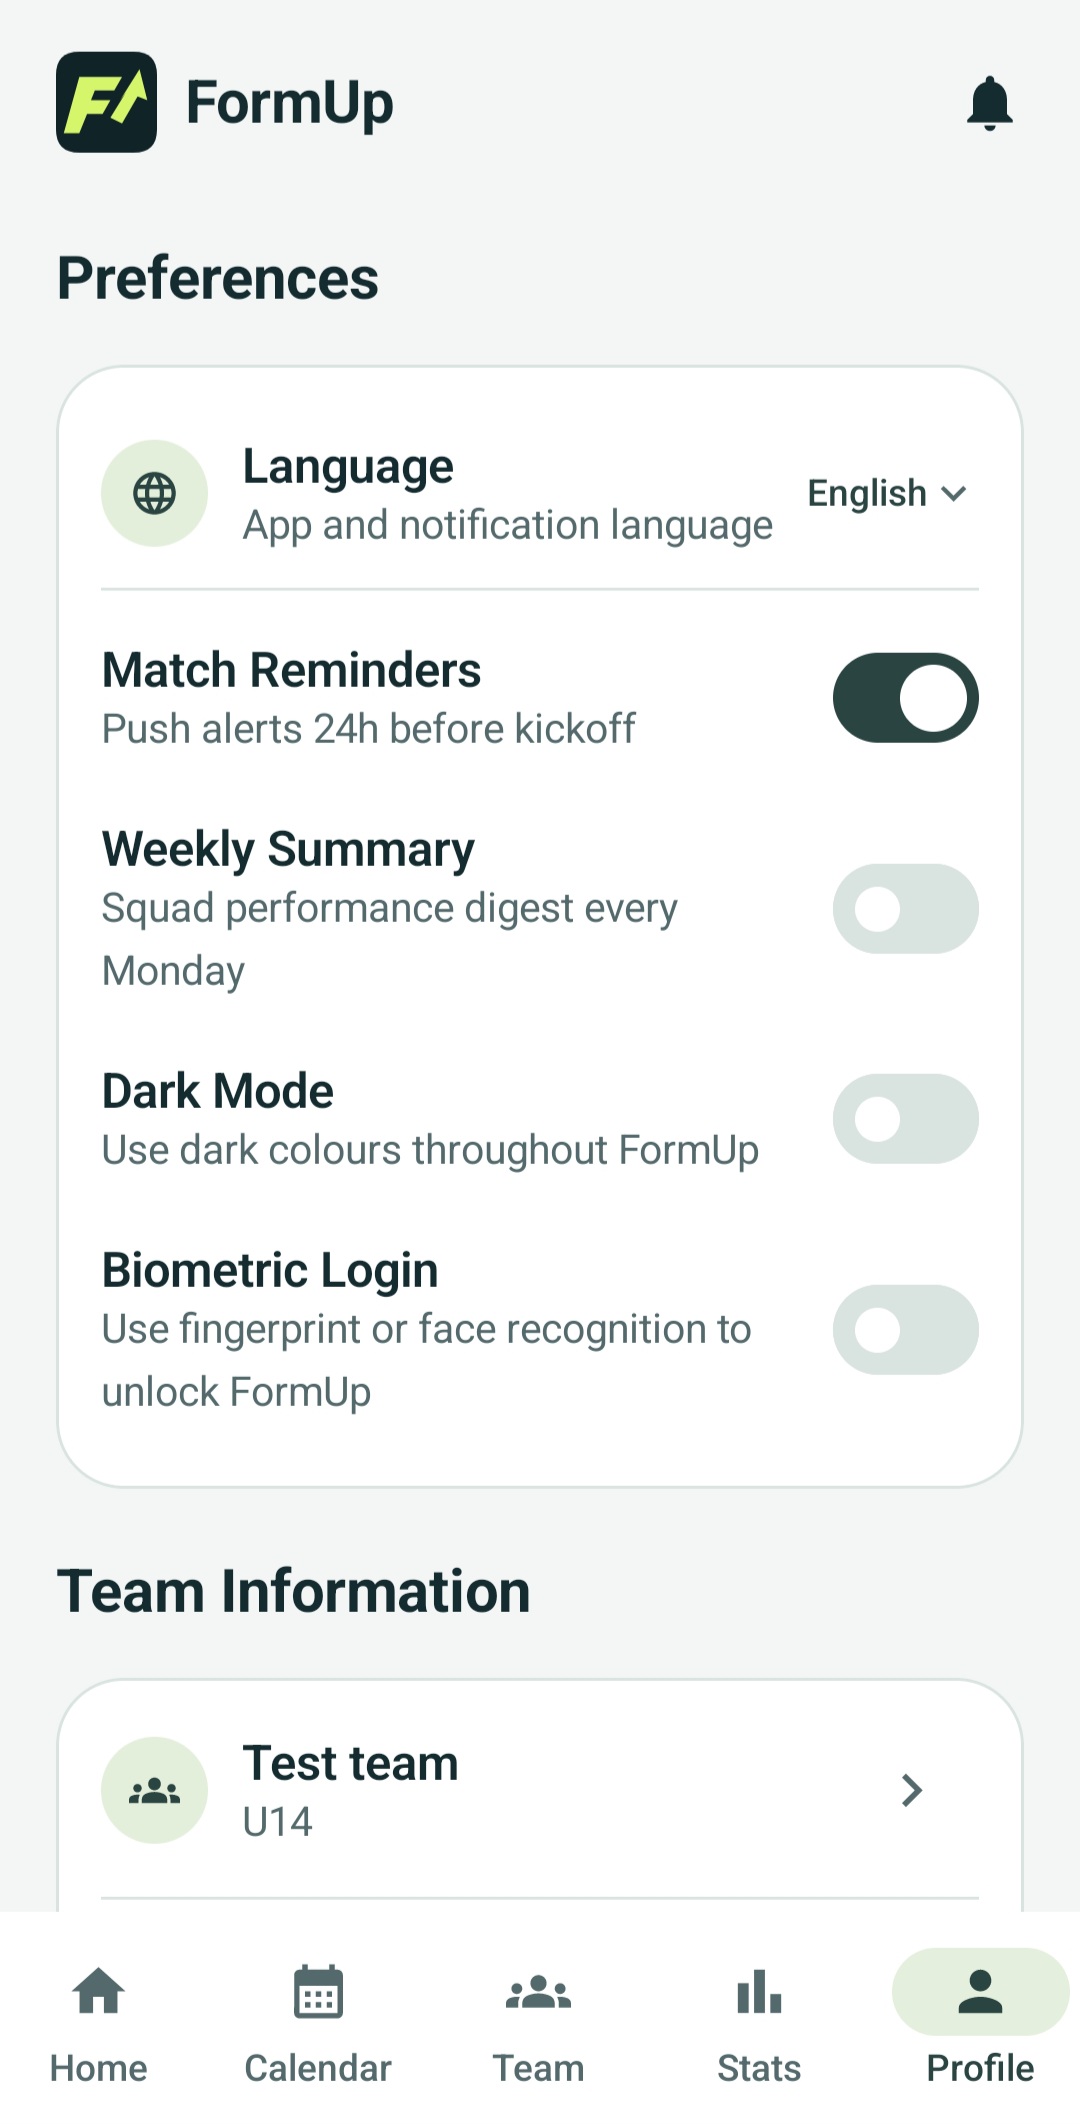 FormUp
Preferences
Language
App and notification language
English
Match Reminders
Push alerts 24h before kickoff
Weekly Summary
Squad performance digest every
Monday
Dark Mode
Use dark colours throughout FormUp
Biometric Login
Use fingerprint or face recognition to
unlock FormUp
Team Information
Test team
U14
Home
Calendar
Team
Stats
Profile